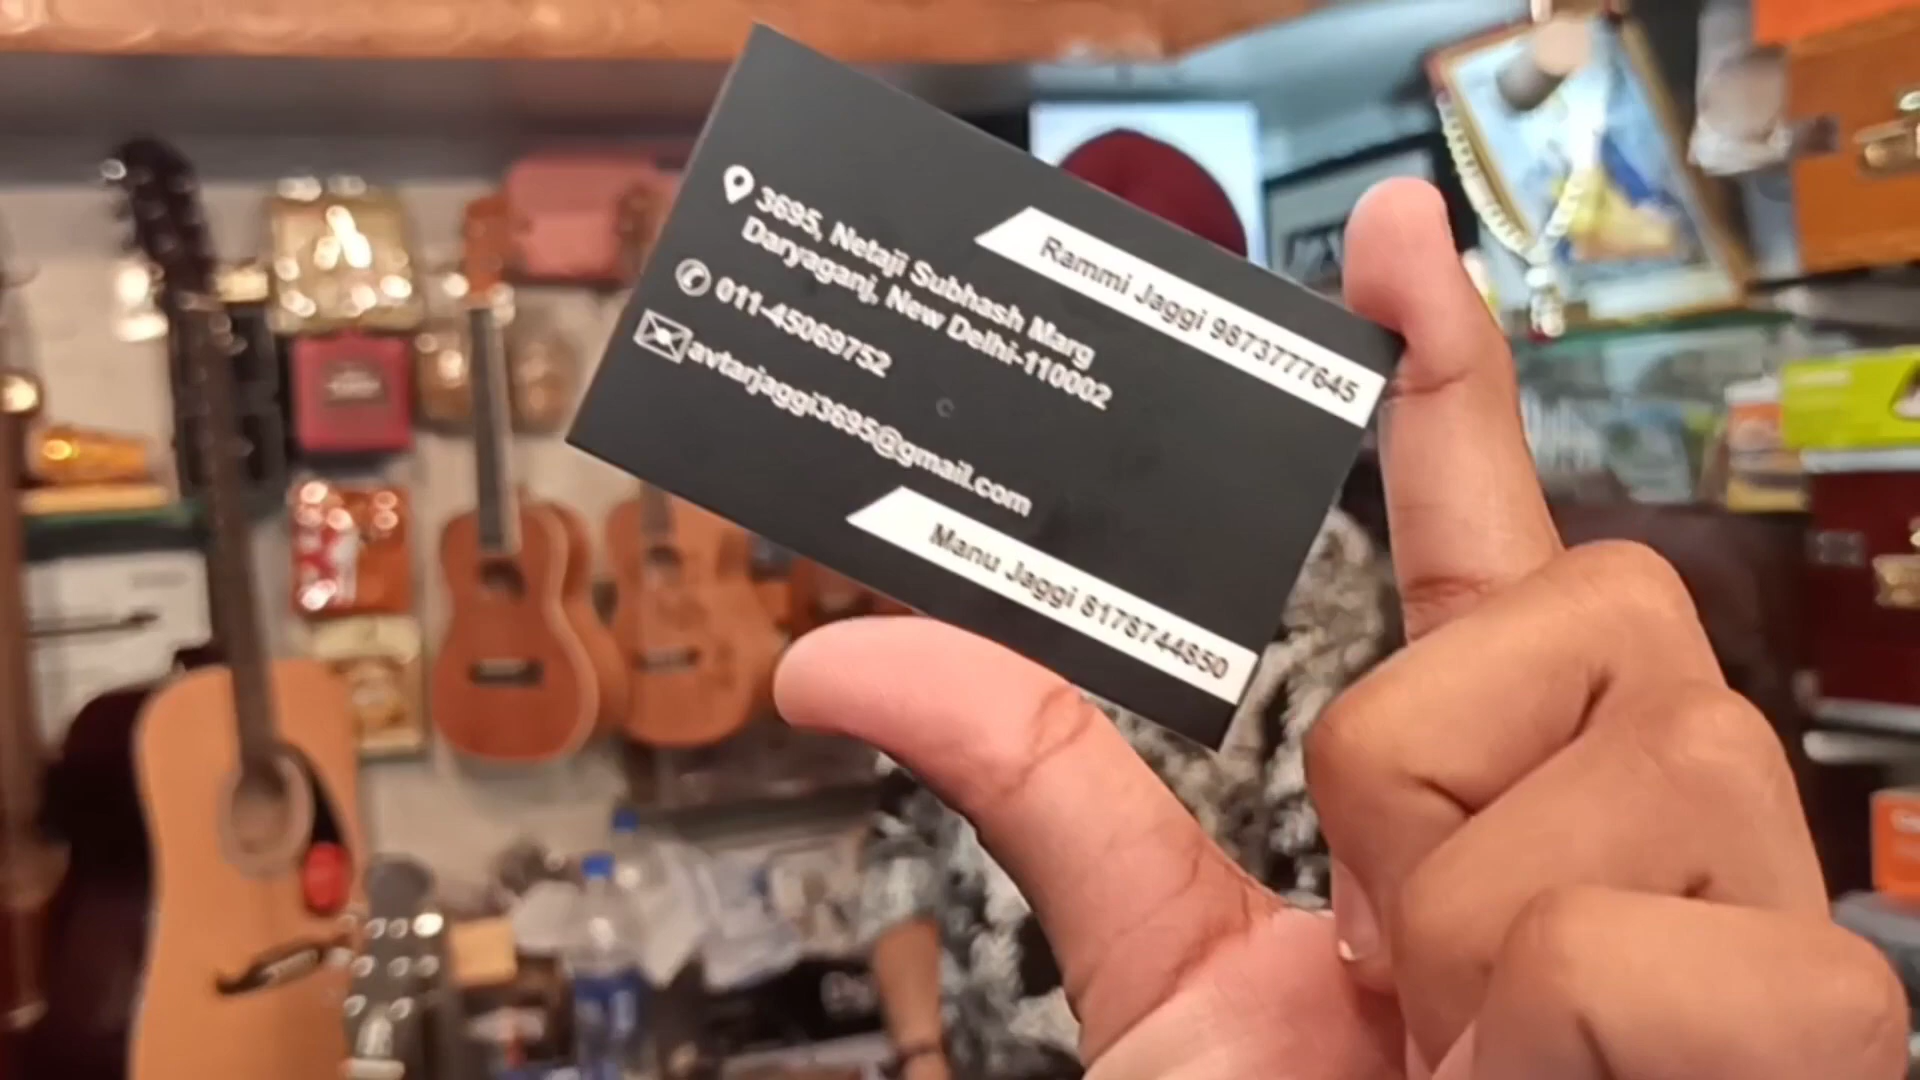 Rammi Jaggi 9873777645
3695, Netaji Subhash Marg
Daryaganj, New Delhi-110002
011-45069752
avtarjaggi3695@gmail.com
Manu Jaggi 8178744850